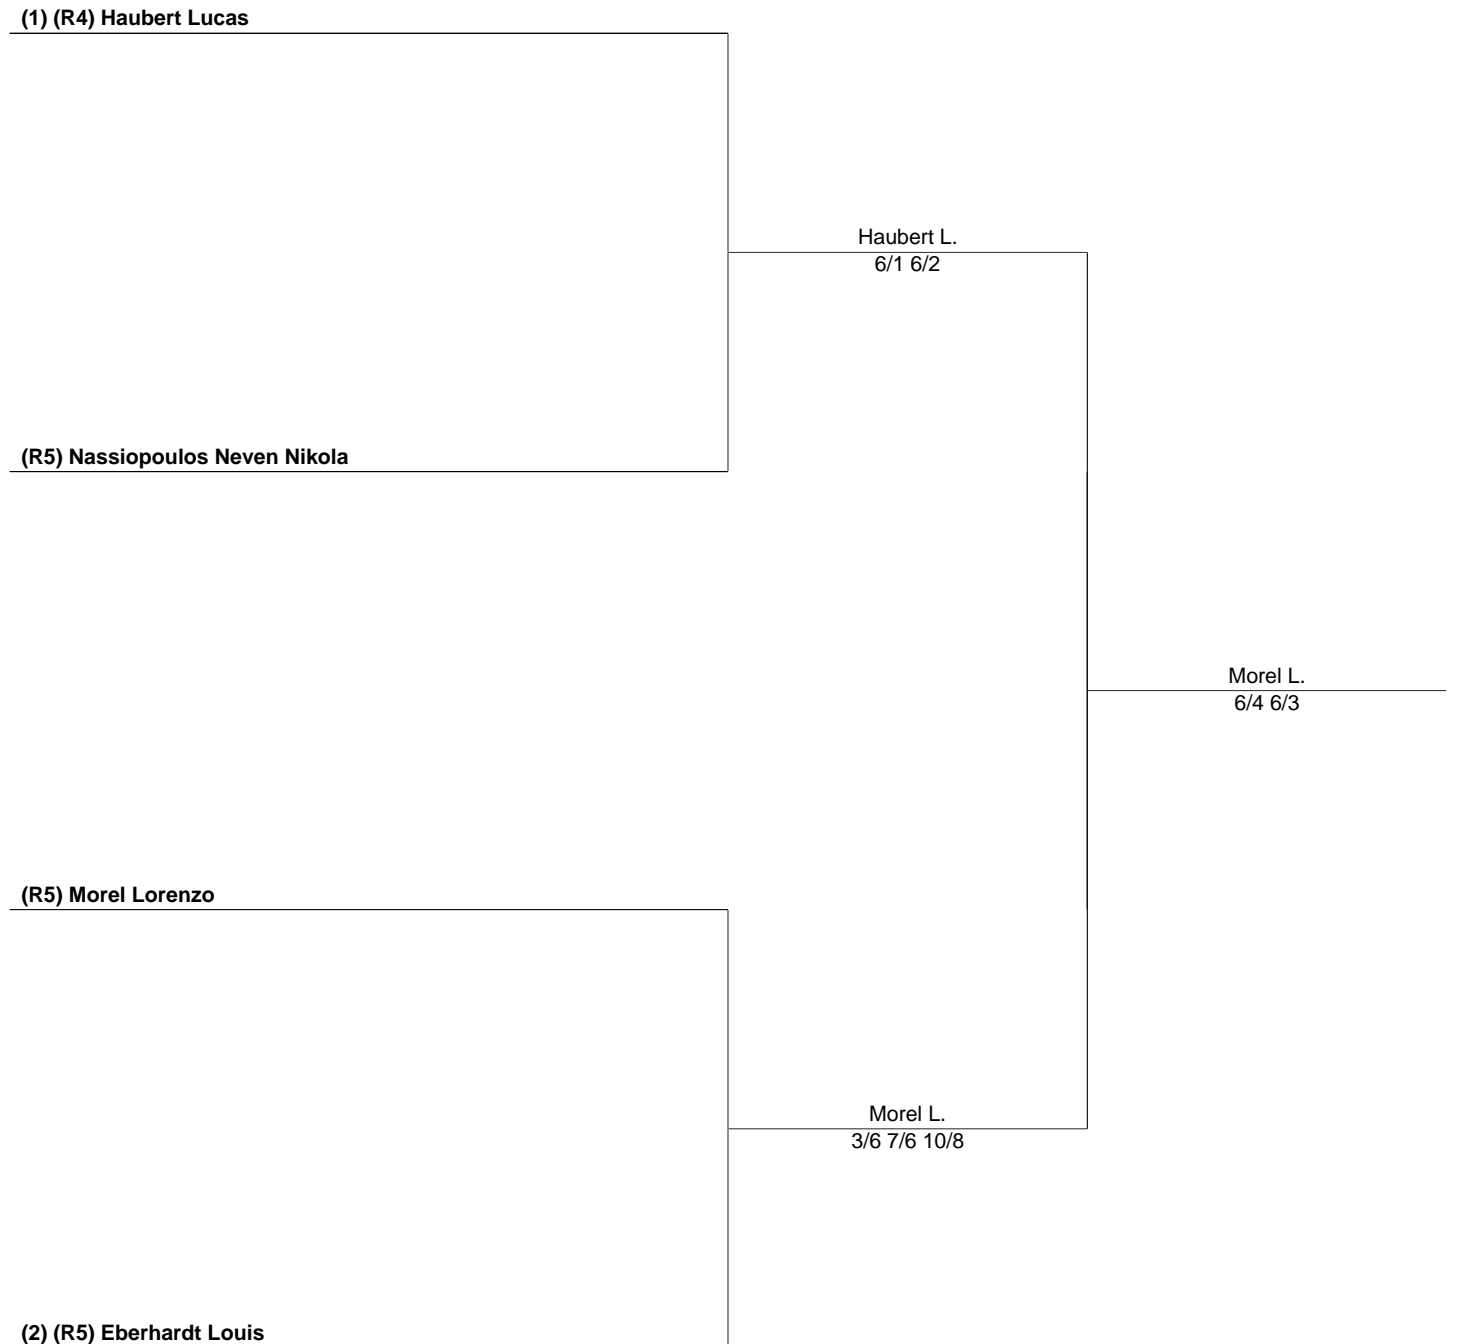 (1) (R4) Haubert Lucas
Haubert L.
6/1 6/2
(R5) Nassiopoulos Neven Nikola
Morel L.
6/4 6/3
(R5) Morel Lorenzo
Morel L.
3/6 7/6 10/8
(2) (R5) Eberhardt Louis